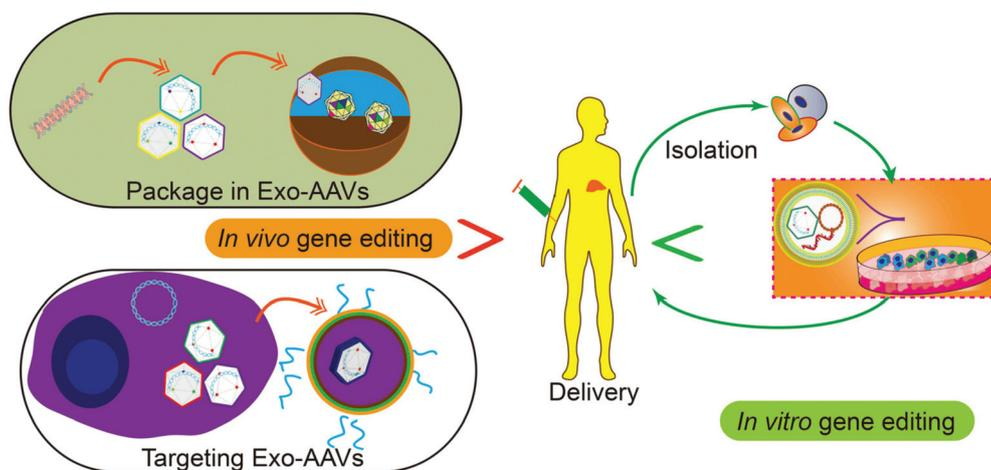 Package in Exo-AAVs
In vivo gene editing
Targeting Exo-AAVs
Isolation
Delivery
In vitro gene editing